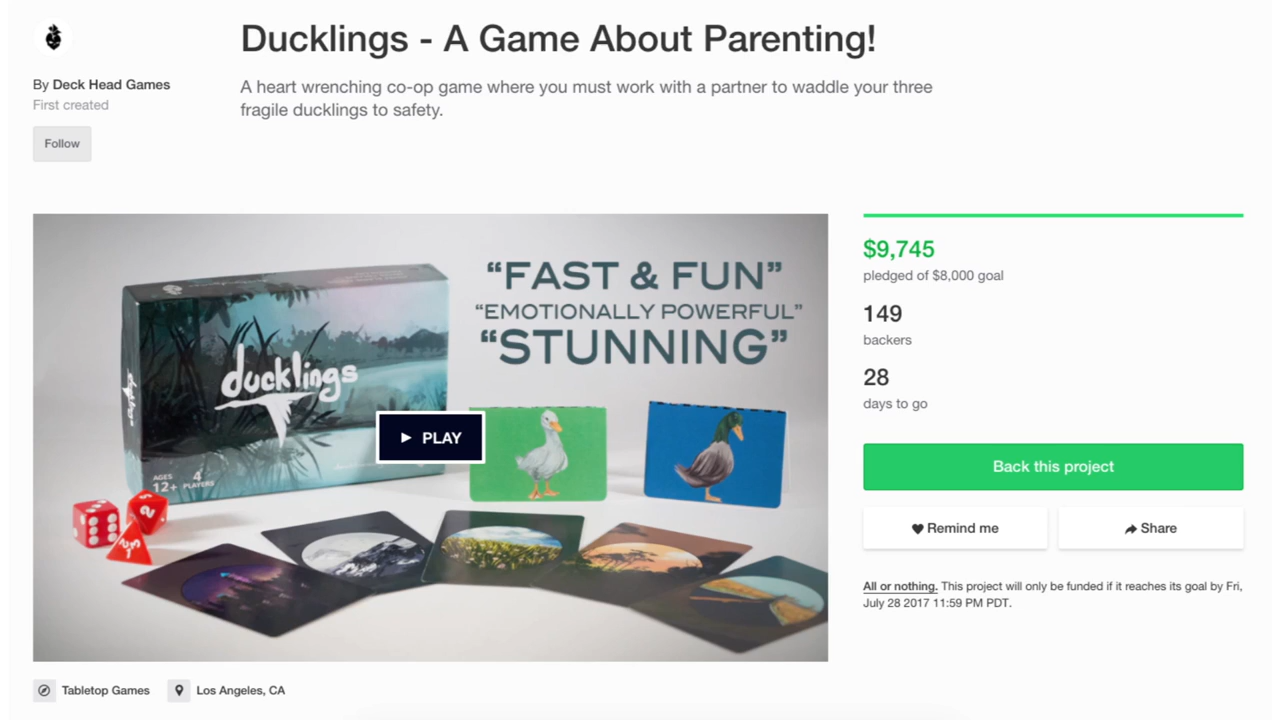 Ducklings - A Game About Parenting!
By Deck Head Games
First created
Follow
A heart wrenching co-op game where you must work with a partner to waddle your three
fragile ducklings to safety.
“FAST & FUN”
“EMOTIONALLY POWERFUL”
“STUNNING”
ducklings
ducklings
AGES
12+
4
PLAYERS
PLAY
$9,745
pledged of $8,000 goal
149
backers
28
days to go
Back this project
Remind me
Share
All or nothing. This project will only be funded if it reaches its goal by Fri,
July 28 2017 11:59 PM PDT.
Tabletop Games
Los Angeles, CA